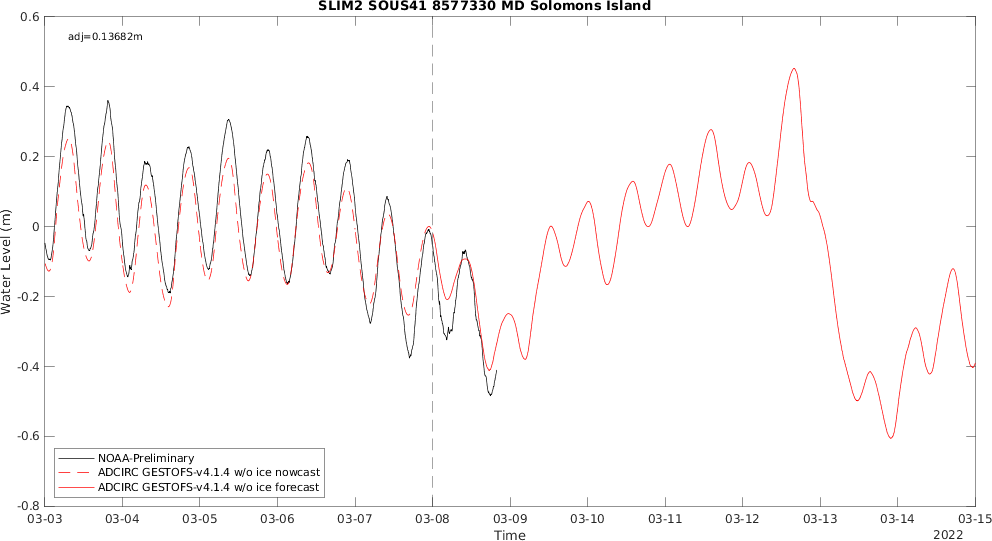 SLIM2 SOUS41 8577330 MD Solomons Island
adj=0.13682m
0.6
0.4
0.2
0
-0.2
-0.4
-0.6
-0.8
Water Level (m)
NOAA-Preliminary
ADCIRC GESTOFS-v4.1.4 w/o ice nowcast
ADCIRC GESTOFS-v4.1.4 w/o ice forecast
03-03 03-04 03-05 03-06 03-07 03-08 03-09 03-10 03-11 03-12 03-13 03-14 03-15
Time
2022